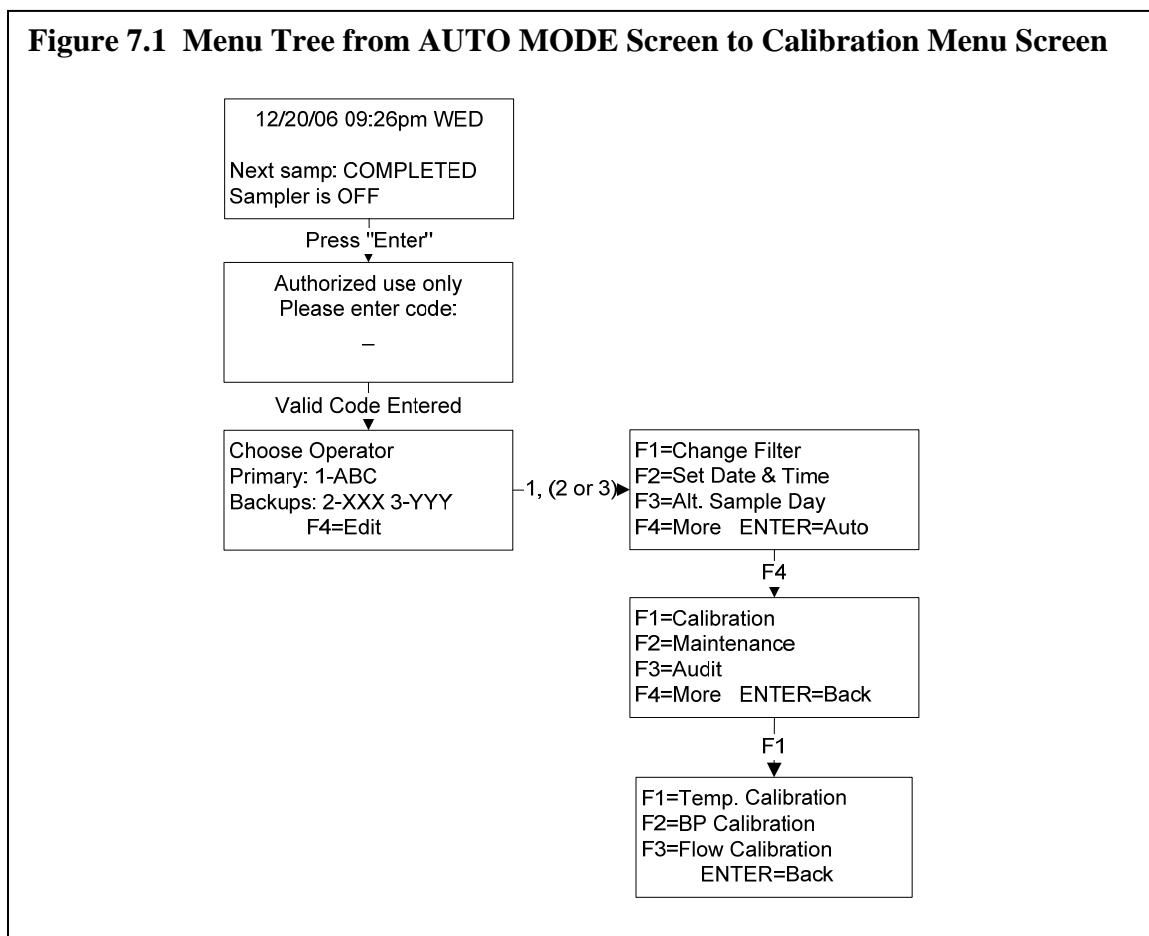 Figure 7.1 Menu Tree from AUTO MODE Screen to Calibration Menu Screen
12/20/06 09:26pm WED
Next samp: COMPLETED
Sampler is OFF
Press "Enter"
Authorized use only
Please enter code:
_
Valid Code Entered
Choose Operator
Primary: 1-ABC
Backups: 2-XXX 3-YYY
F4=Edit
1, (2 or 3)
F1=Change Filter
F2=Set Date & Time
F3=Alt. Sample Day
F4=More ENTER=Auto
F4
F1=Calibration
F2=Maintenance
F3=Audit
F4=More ENTER=Back
F1
F1=Temp. Calibration
F2=BP Calibration
F3=Flow Calibration
ENTER=Back